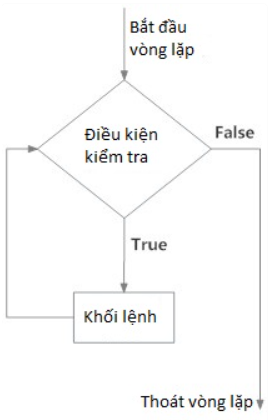 Bắt đầu
vòng lặp
Điều kiện
kiểm tra
False
True
Khối lệnh
Thoát vòng lặp